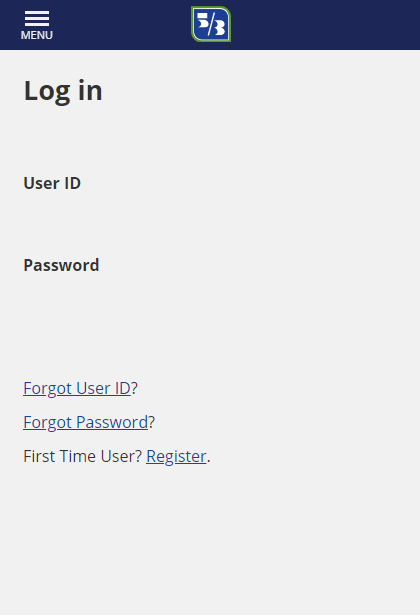 MENU
5/3
Log in
User ID
Password
Forgot User ID?
Forgot Password?
First Time User? Register.